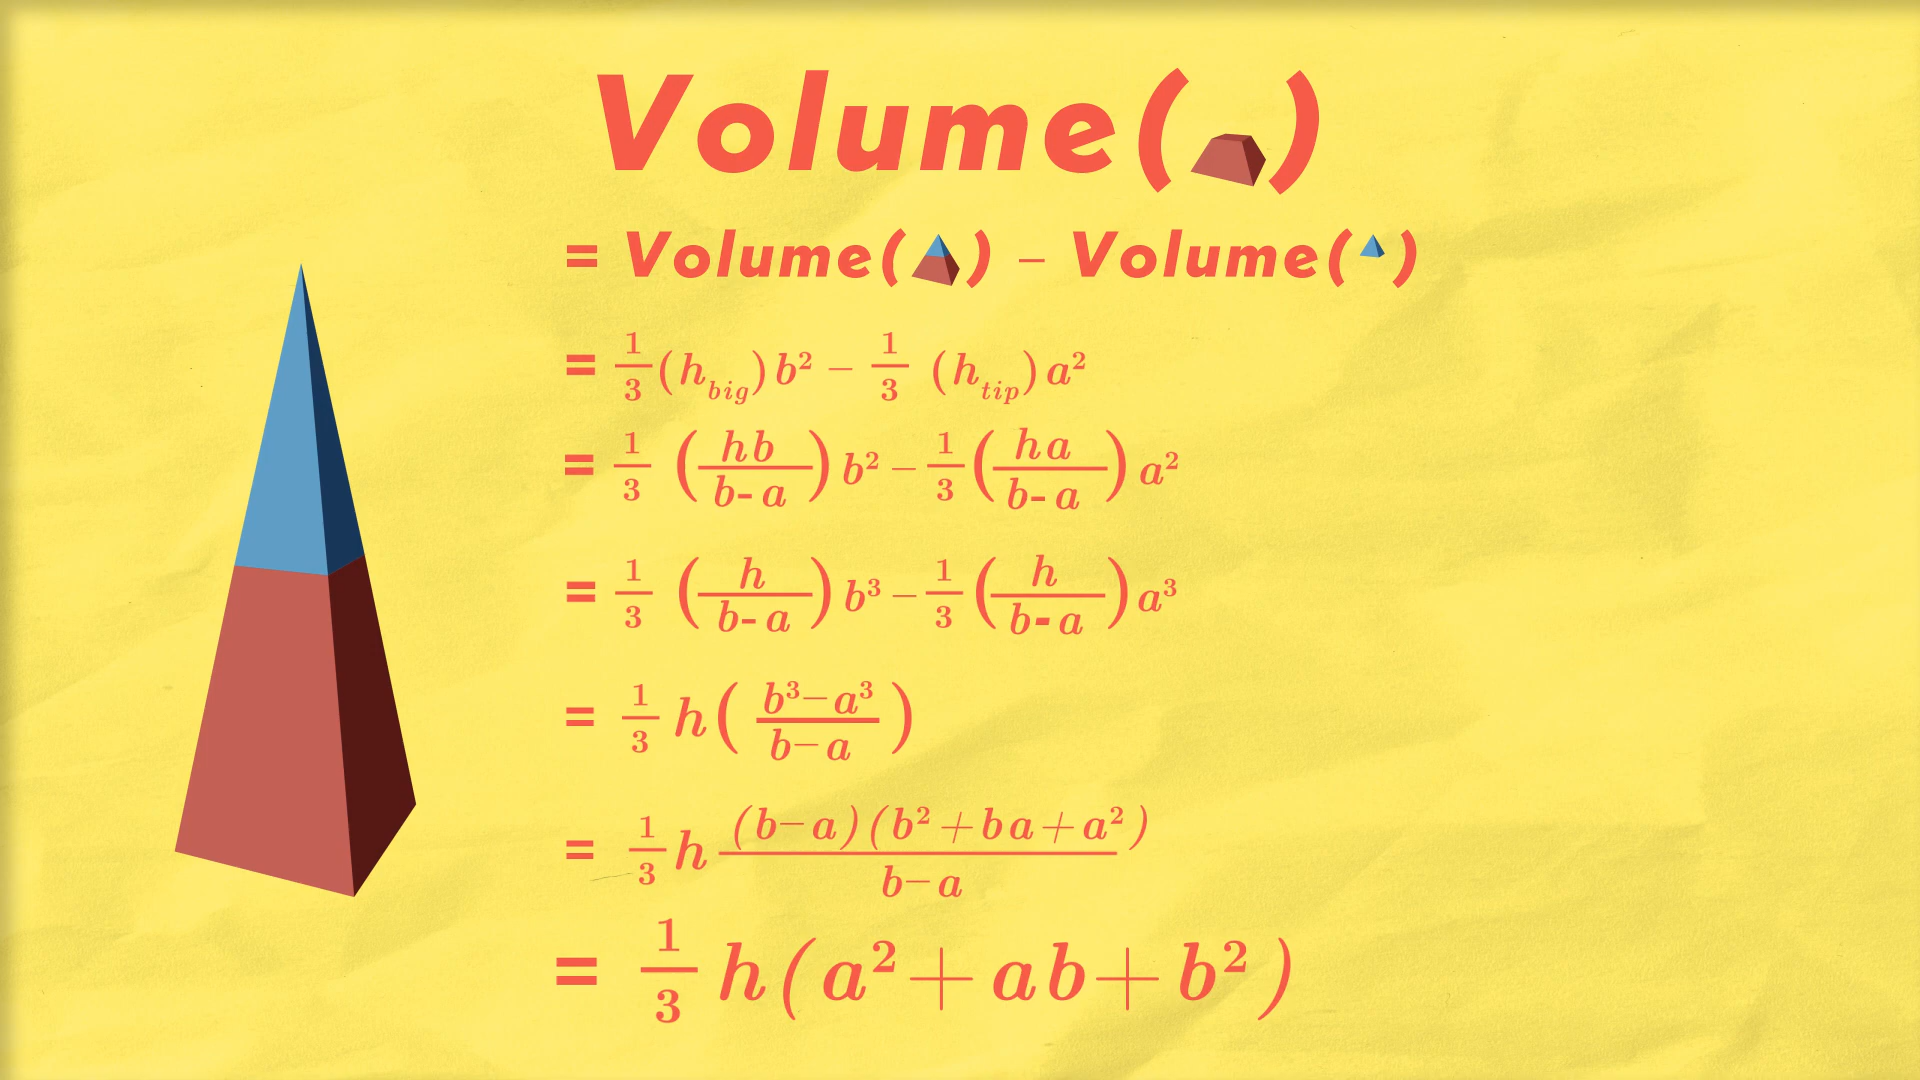 Volume( )
= Volume( ) – Volume( )
= 1/3 (h_big) b² – 1/3 (h_tip) a²
= 1/3 (hb/b-a) b² – 1/3 (ha/b-a) a²
= 1/3 (h/b-a) b³ – 1/3 (h/b-a) a³
= 1/3 h (b³–a³/b–a)
= 1/3 h (b–a)(b²+ba+a²)/b–a
= 1/3 h(a²+ab+b²)